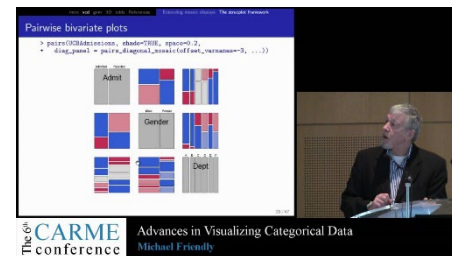 Pairwise bivariate plots
> pairs(UCBAdmissions, shade=TRUE, space=0.2,
+ diag_panel = pairs_diagonal_mosaic(offset_varnames=-3, ...))
Admit
Gender
Dept
A B C D E F
The 6th
CARME
conference
Advances in Visualizing Categorical Data
Michael Friendly